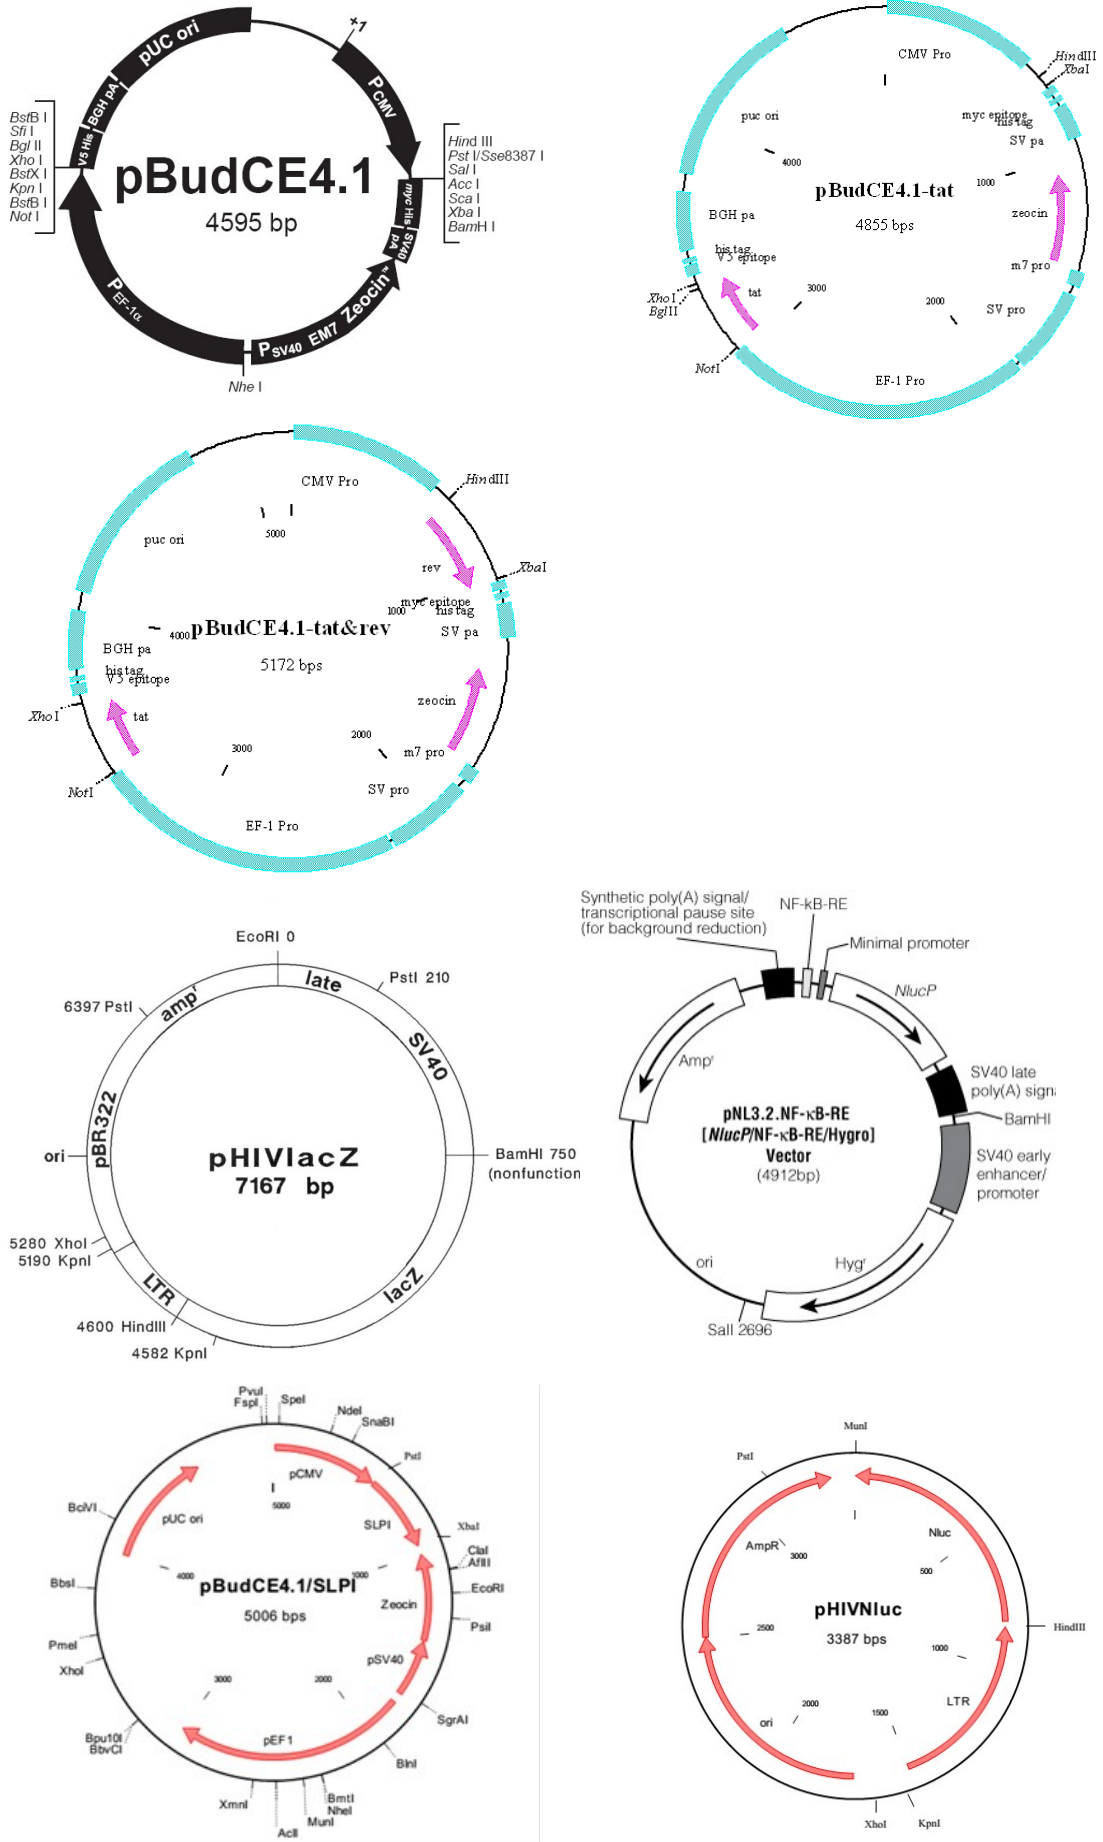 pBudCE4.1
4595 bp
+1
PCMV
pUC ori
BGH pA
V5 His
BstB I
Sfi I
Bgl II
Xho I
BstX I
Kpn I
BstB I
Not I
Hind III
Pst I/Sse8387 I
Sal I
Acc I
Sca I
Xba I
BamH I
myc His
SV40
pA
PSV40 EM7 Zeocin™
PEF-1α
Nhe I
pBudCE4.1-tat
4855 bps
CMV Pro
HindIII
XbaI
myc epitope
his tag
SV pa
1000
zeocin
m7 pro
SV pro
2000
EF-1 Pro
3000
NotI
tat
BglII
XhoI
V5 epitope
his tag
BGH pa
4000
puc ori
pBudCE4.1-tat&rev
5172 bps
CMV Pro
HindIII
rev
XbaI
myc epitope
his tag
1000
SV pa
zeocin
m7 pro
2000
SV pro
EF-1 Pro
3000
NotI
tat
XhoI
V5 epitope
his tag
BGH pa
4000
puc ori
5000
pHIVlacZ
7167 bp
EcoRI 0
late
PstI 210
SV40
BamHI 750
(nonfunction
lacZ
4582 KpnI
4600 HindIII
LTR
5190 KpnI
5280 XhoI
ori
pBR322
6397 PstI
ampr
Synthetic poly(A) signal/
transcriptional pause site
(for background reduction)
NF-kB-RE
Minimal promoter
NlucP
SV40 late
poly(A) signa
BamHI
SV40 early
enhancer/
promoter
Hygr
SalI 2696
ori
Ampr
pNL3.2.NF-κB-RE
[NlucP/NF-κB-RE/Hygro]
Vector
(4912bp)
pBudCE4.1/SLPI
5006 bps
PvuI
FspI
SpeI
NdeI
SnaBI
PstI
pCMV
5000
SLPI
XbaI
ClaI
AflII
1000
EcoRI
Zeocin
PsiI
pSV40
2000
SgrAI
BlnI
pEF1
BmtI
NheI
MunI
AclI
XmnI
3000
Bpu10I
BbvCI
XhoI
PmeI
BbsI
4000
BciVI
pUC ori
pHIVNluc
3387 bps
MunI
PstI
Nluc
500
HindIII
1000
LTR
1500
KpnI
XhoI
2000
ori
2500
AmpR
3000